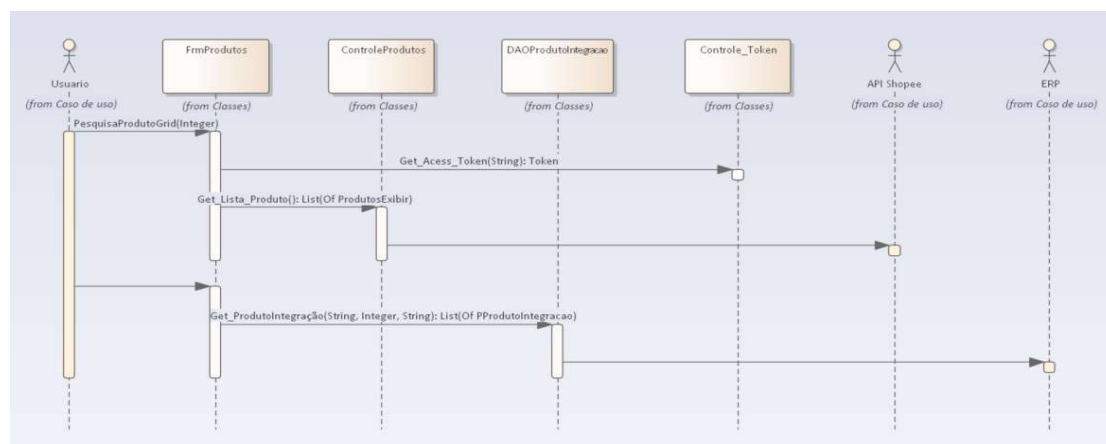 FrmProdutos
ControleProdutos
DAOProdutoIntegracao
Controle_Token
Usuario
API Shopee
ERP
(from Caso de uso)
(from Classes)
(from Classes)
(from Classes)
(from Classes)
(from Caso de uso)
(from Caso de uso)
PesquisaProdutoGrid(Integer)
Get_Acess_Token(String): Token
Get_Lista_Produto(): List(Of ProdutosExibir)
Get_ProdutoIntegração(String, Integer, String): List(Of PProdutoIntegracao)